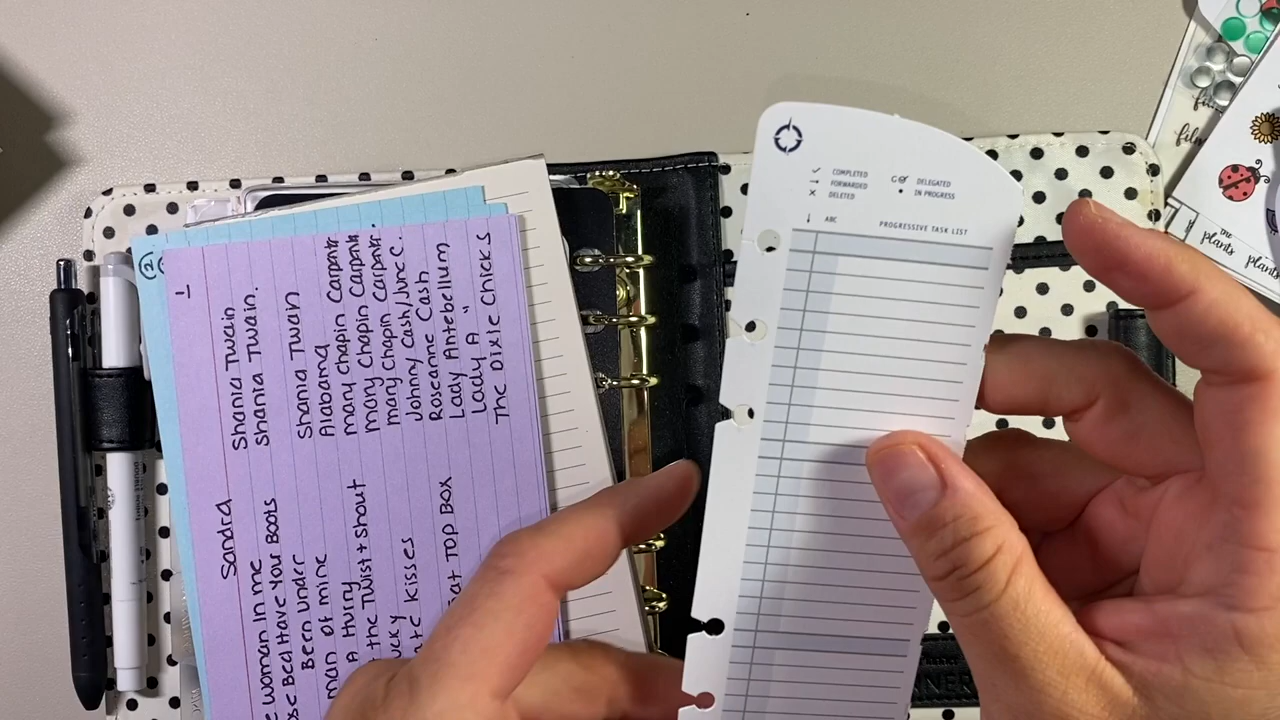 1
Sandra
Woman In me Shania Twain
Bed Have Your Boots Shania Twain.
Been Under
man of mine Shania Twain
A Hurry Alabama
the Twist + Shout mary Chapin Carpenter
mary Chapin Carpenter
Kisses mary Chapin Carpenter.
Johnny Cash/June C.
Top Box Roseanne Cash
Lady Antebellum
Lady A "
The Dixie Chicks
2
✓ COMPLETED
→ FORWARDED
✕ DELETED
DELEGATED
• IN PROGRESS
↓ ABC PROGRESSIVE TASK LIST
the
plants